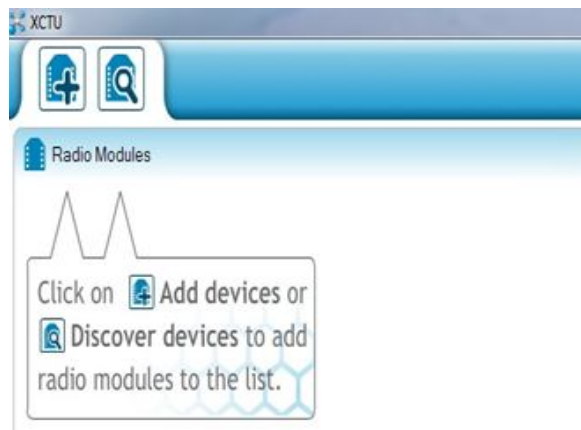 XCTU
Radio Modules
Click on Add devices or
Discover devices to add
radio modules to the list.